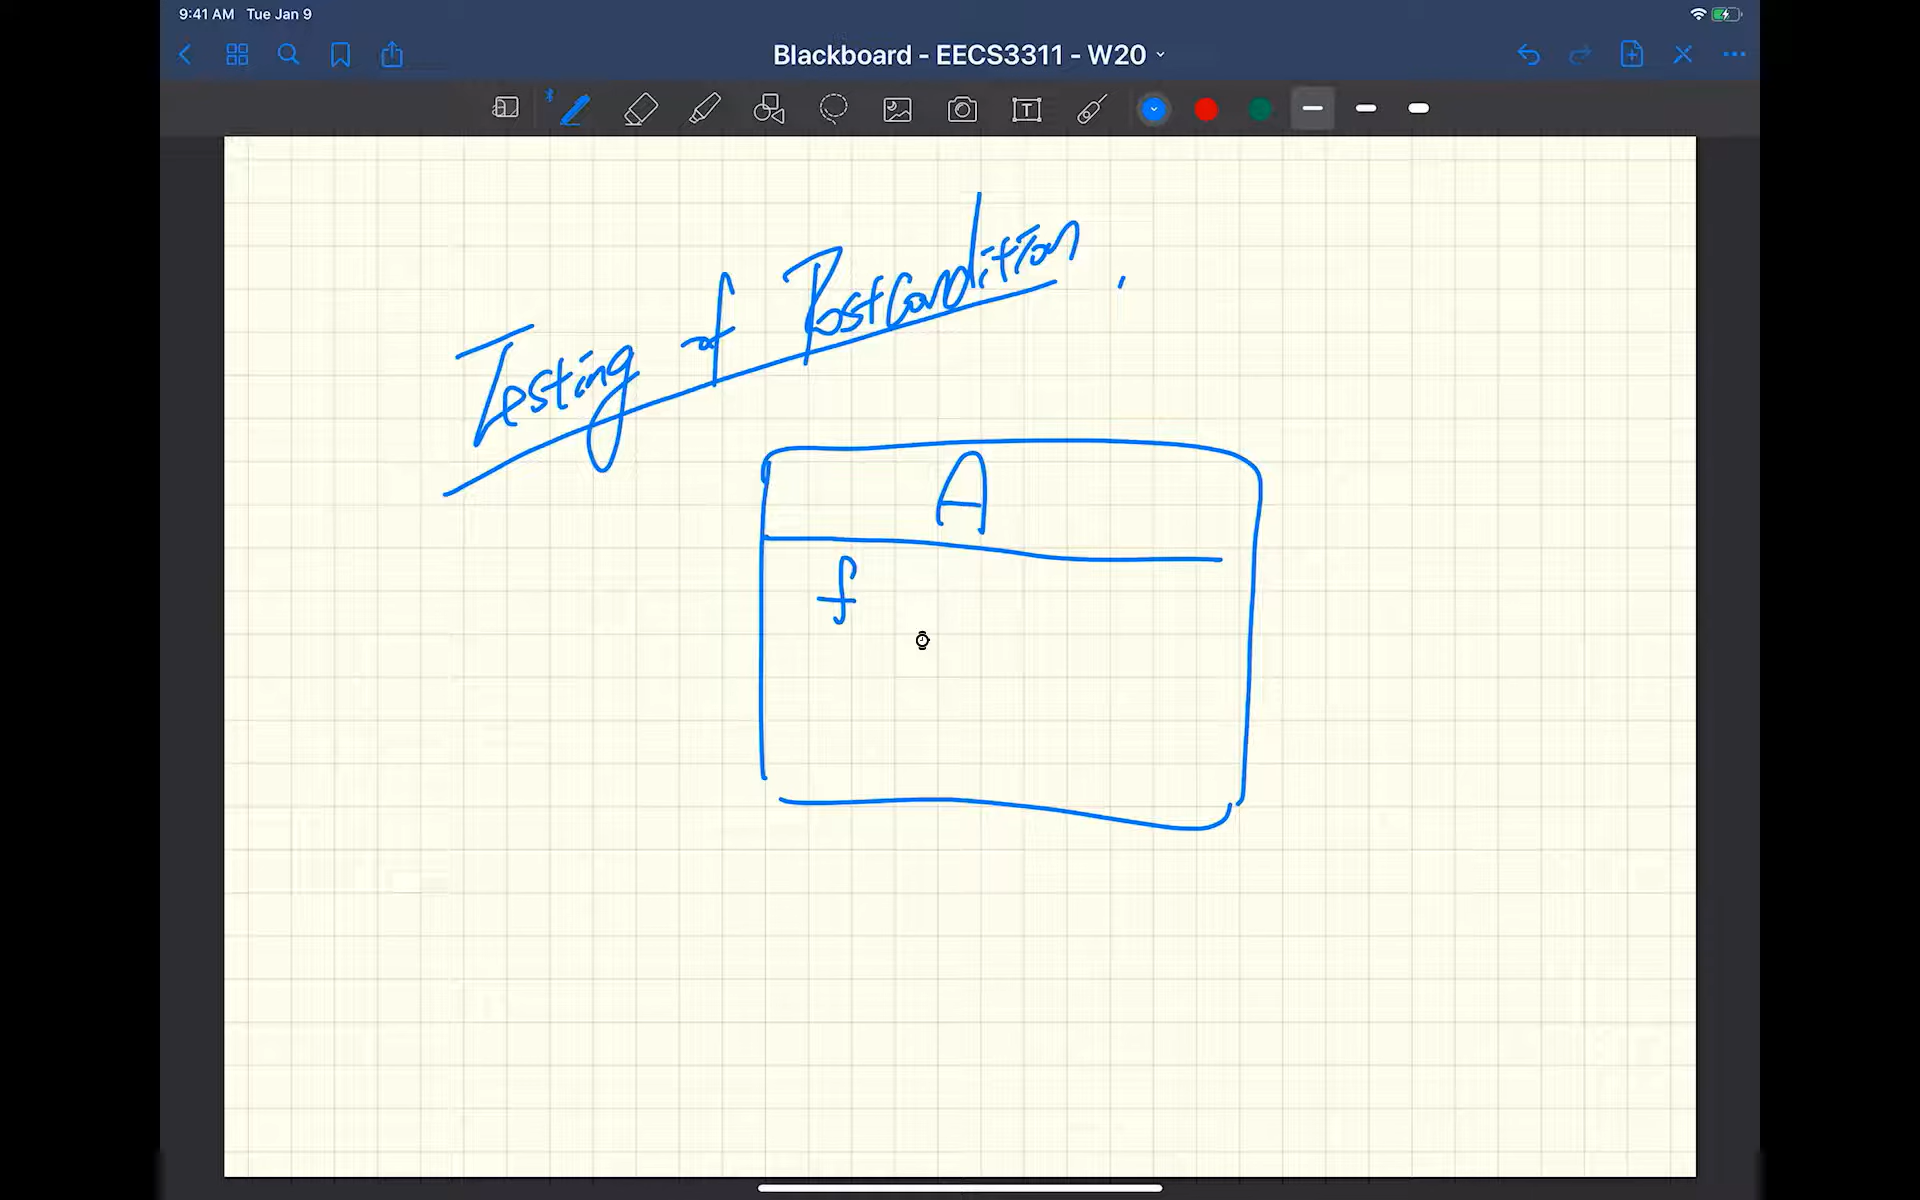 9:41 AM Tue Jan 9
Blackboard - EECS3311 - W20
T
Testing of Postcondition.
A
f